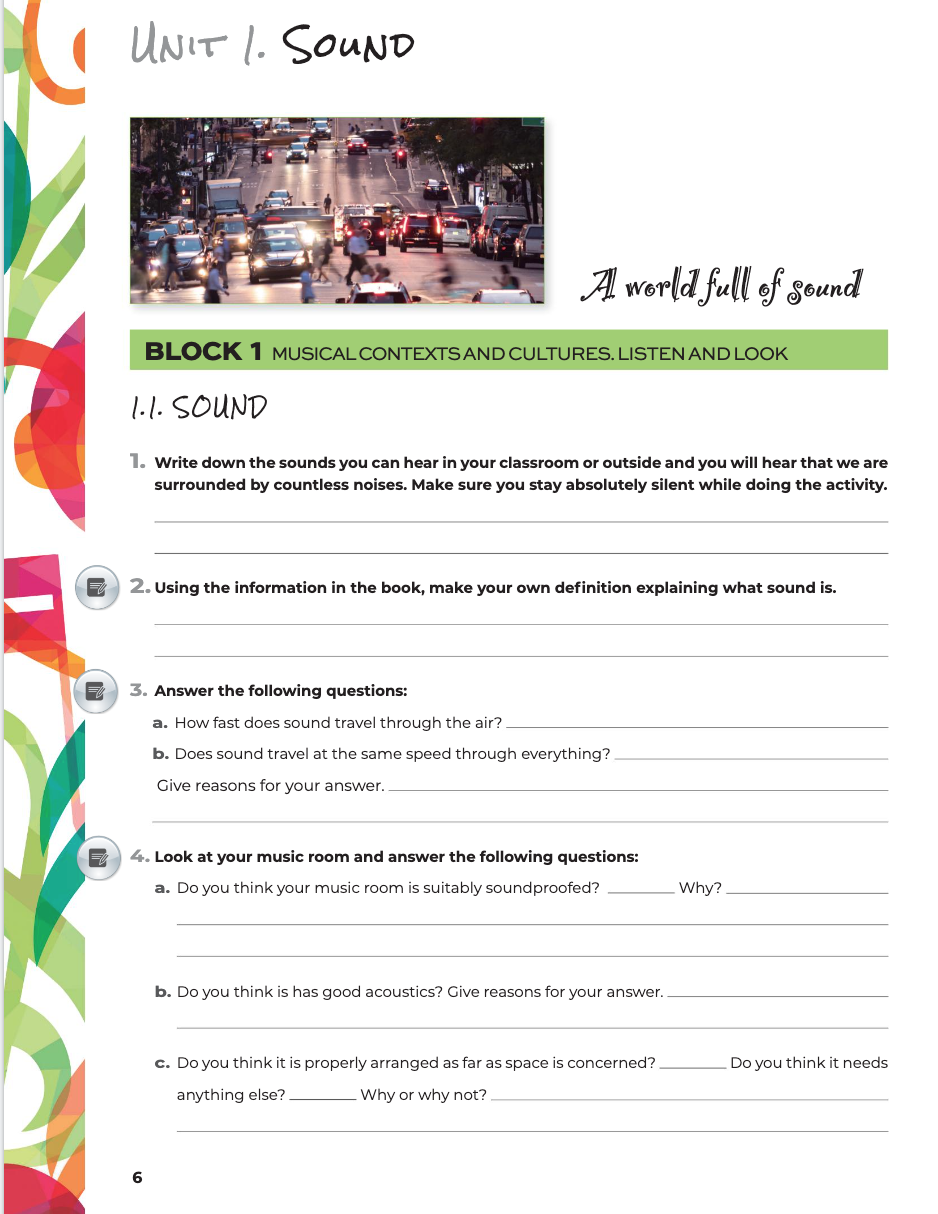 Unit 1. Sound
A world full of sound
BLOCK 1 MUSICAL CONTEXTS AND CULTURES. LISTEN AND LOOK
1.1. SOUND
1. Write down the sounds you can hear in your classroom or outside and you will hear that we are
surrounded by countless noises. Make sure you stay absolutely silent while doing the activity.
2. Using the information in the book, make your own definition explaining what sound is.
3. Answer the following questions:
a. How fast does sound travel through the air?
b. Does sound travel at the same speed through everything?
Give reasons for your answer.
4. Look at your music room and answer the following questions:
a. Do you think your music room is suitably soundproofed? Why?
b. Do you think is has good acoustics? Give reasons for your answer.
c. Do you think it is properly arranged as far as space is concerned? Do you think it needs
anything else? Why or why not?
6